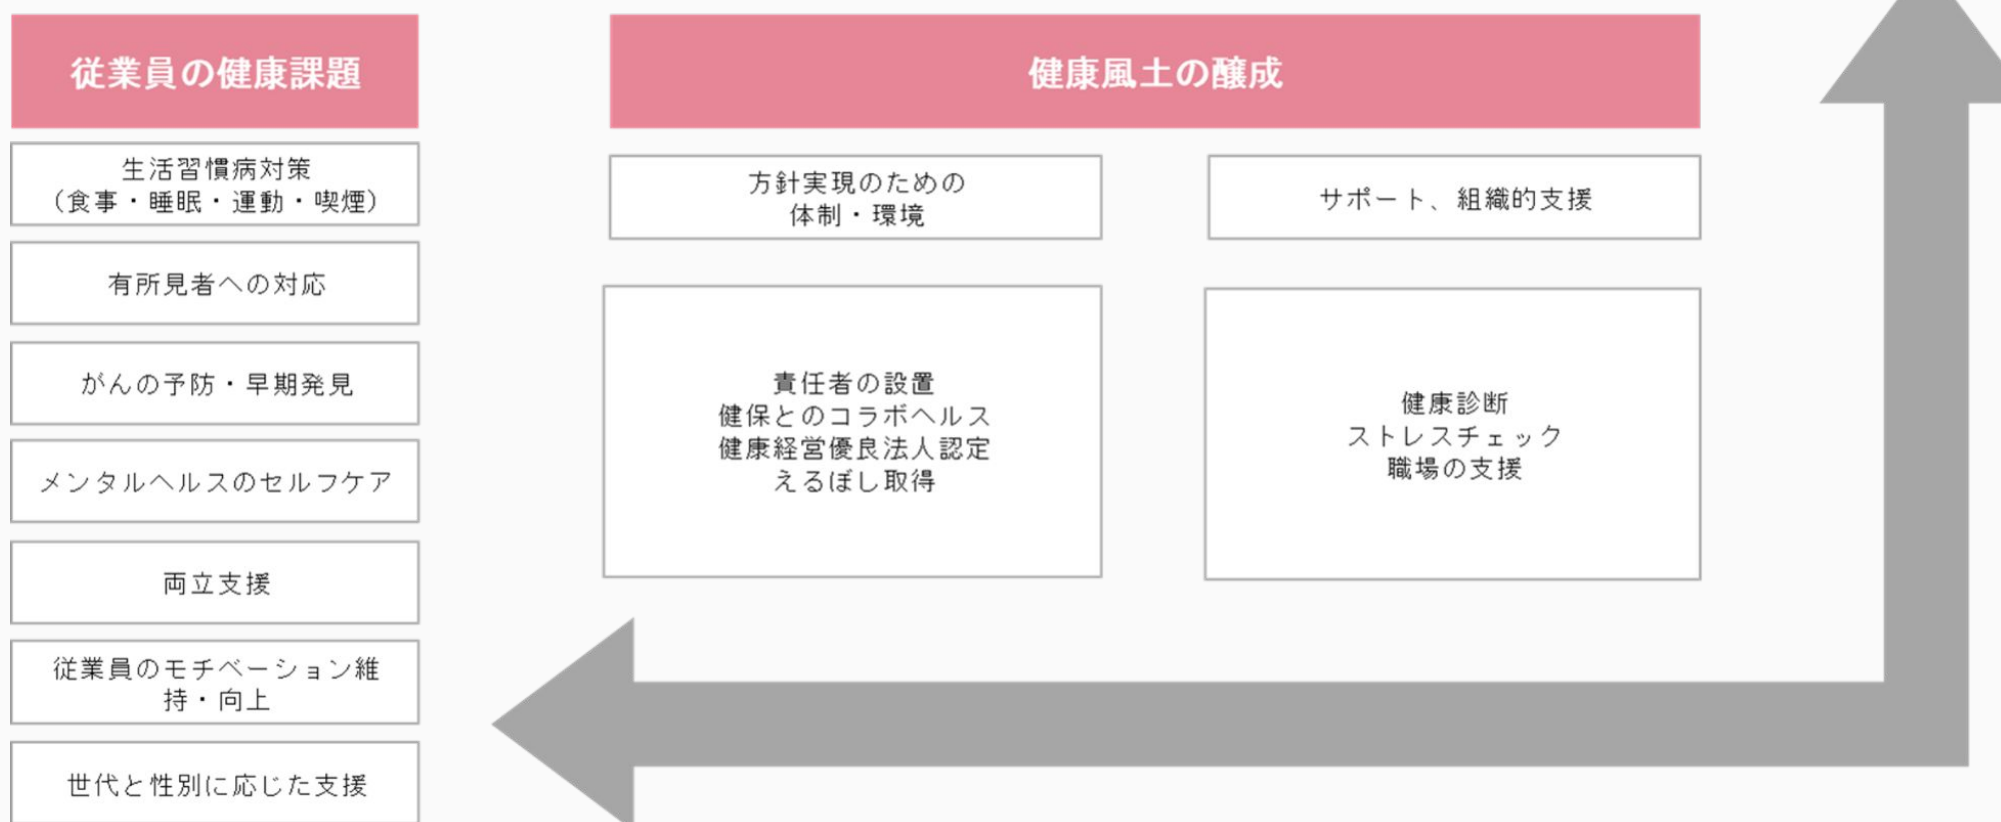 従業員の健康課題
生活習慣病対策
（食事・睡眠・運動・喫煙）
有所見者への対応
がんの予防・早期発見
メンタルヘルスのセルフケア
両立支援
従業員のモチベーション維
持・向上
世代と性別に応じた支援
健康風土の醸成
方針実現のための
体制・環境
責任者の設置
健保とのコラボヘルス
健康経営優良法人認定
えるぼし取得
サポート、組織的支援
健康診断
ストレスチェック
職場の支援